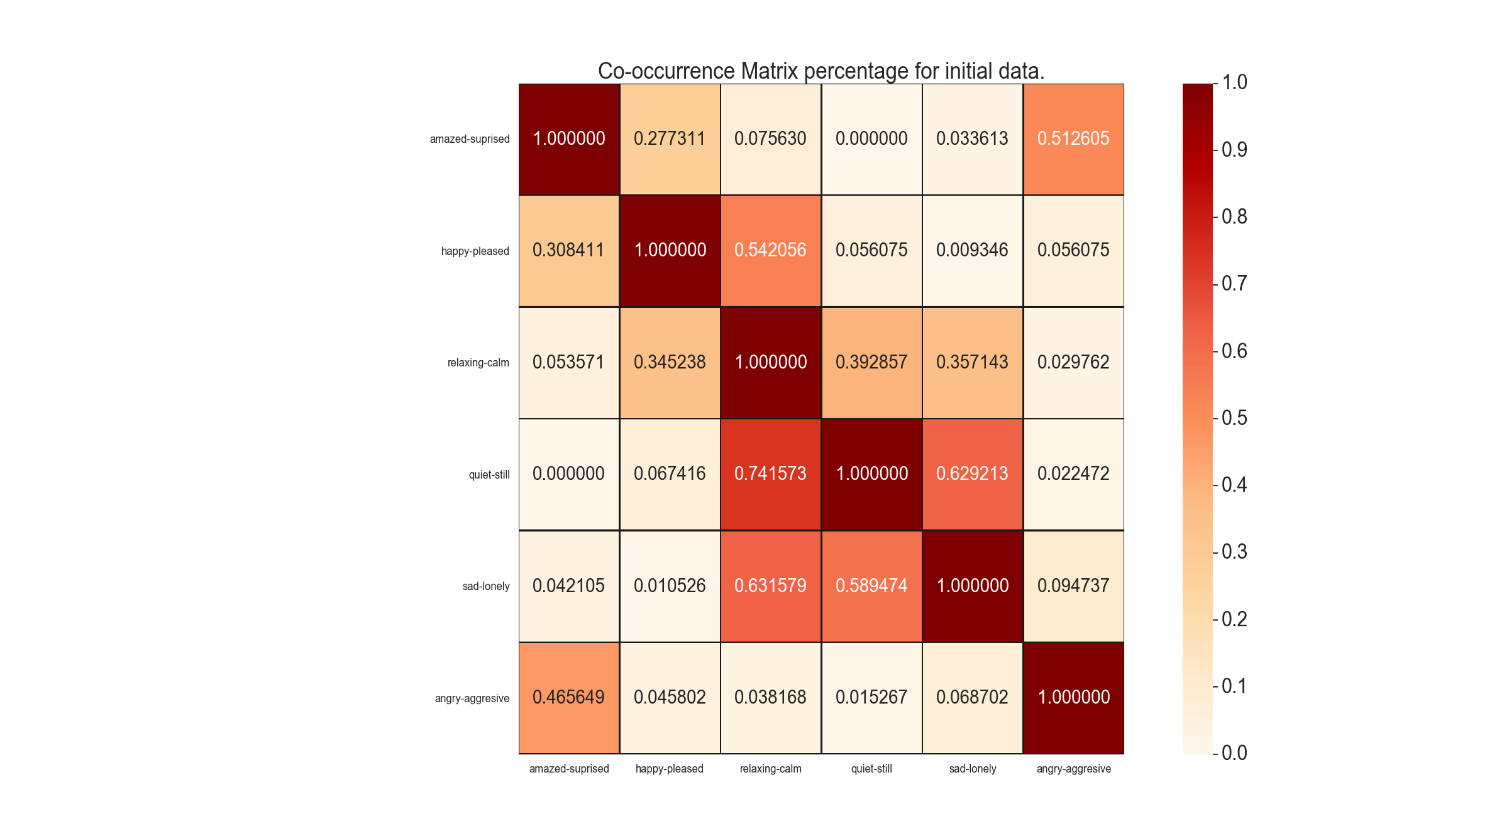 Co-occurrence Matrix percentage for initial data.
amazed-suprised 1.000000 0.277311 0.075630 0.000000 0.033613 0.512605
happy-pleased 0.308411 1.000000 0.542056 0.056075 0.009346 0.056075
relaxing-calm 0.053571 0.345238 1.000000 0.392857 0.357143 0.029762
quiet-still 0.000000 0.067416 0.741573 1.000000 0.629213 0.022472
sad-lonely 0.042105 0.010526 0.631579 0.589474 1.000000 0.094737
angry-aggresive 0.465649 0.045802 0.038168 0.015267 0.068702 1.000000
amazed-suprised happy-pleased relaxing-calm quiet-still sad-lonely angry-aggresive
1.0
0.9
0.8
0.7
0.6
0.5
0.4
0.3
0.2
0.1
0.0